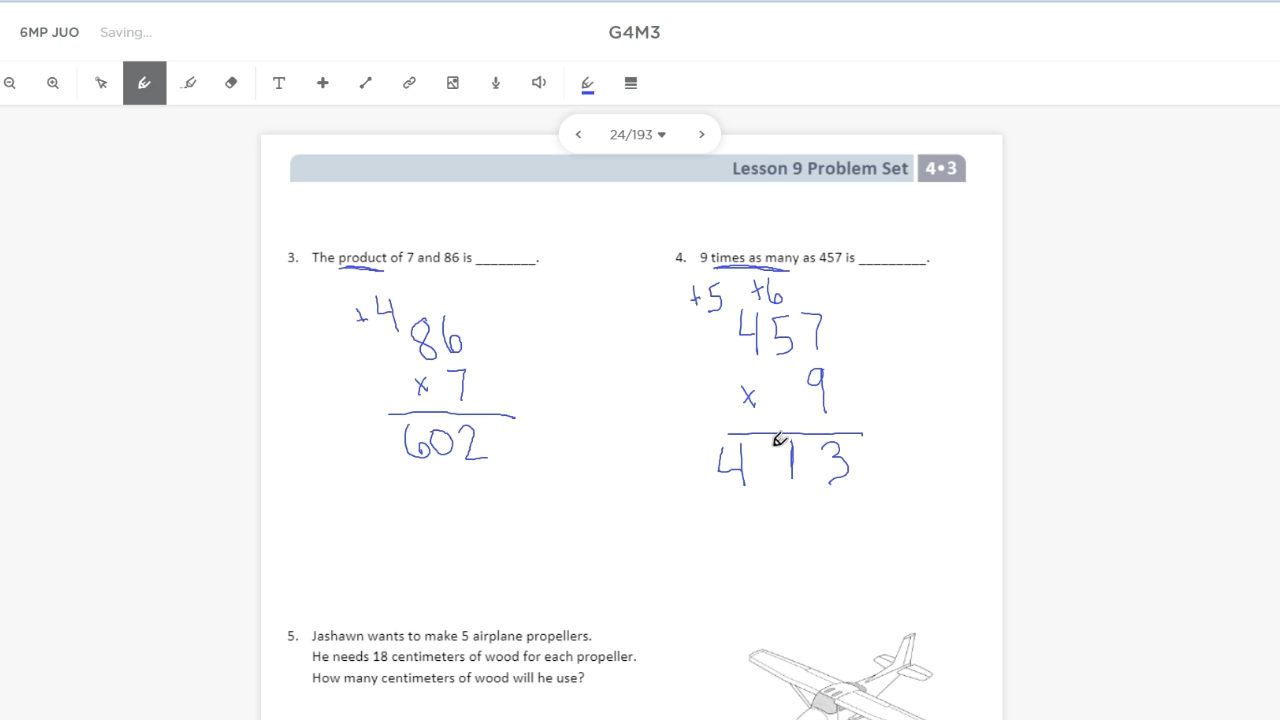 6MP JUO Saving... G4M3
T
24/193
Lesson 9 Problem Set 4•3
3. The product of 7 and 86 is ________.
+4
86
x 7
602
4. 9 times as many as 457 is _________.
+5 +6
457
x 9
4 1 3
5. Jashawn wants to make 5 airplane propellers.
He needs 18 centimeters of wood for each propeller.
How many centimeters of wood will he use?